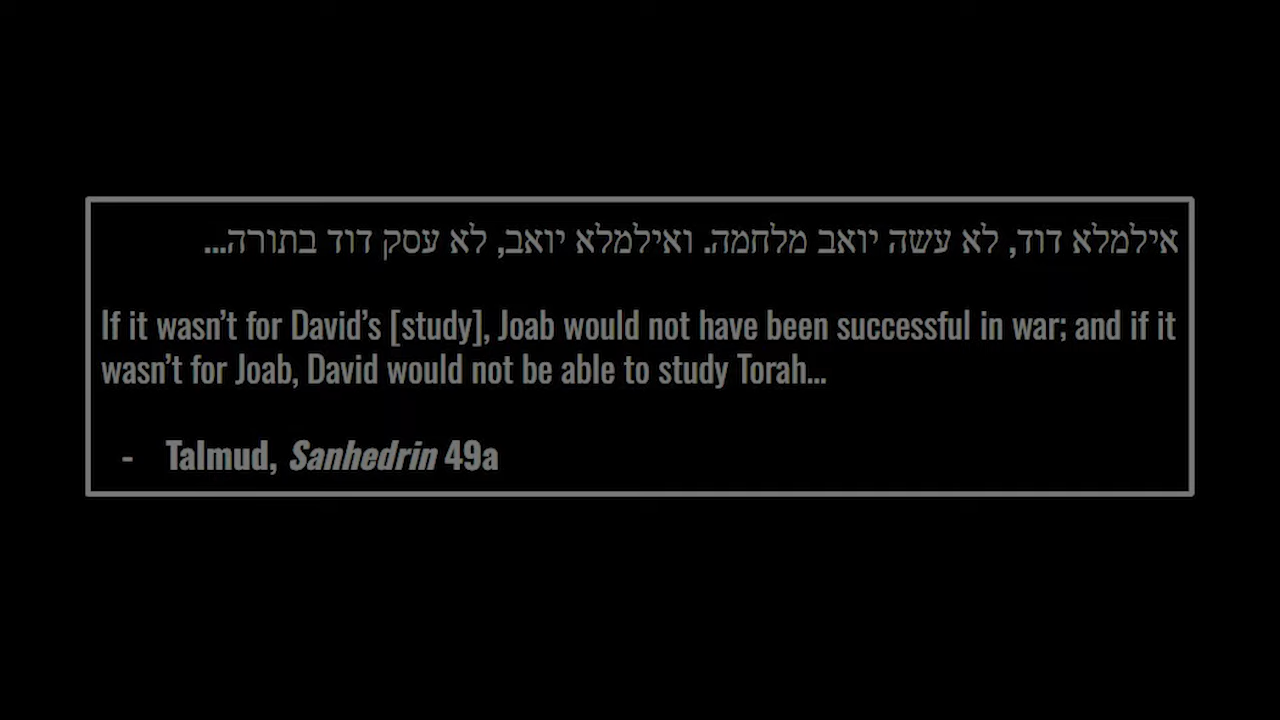 אילמלא דוד, לא עשה יואב מלחמה. ואילמלא יואב, לא עסק דוד בתורה...
If it wasn’t for David’s [study], Joab would not have been successful in war; and if it
wasn’t for Joab, David would not be able to study Torah...
- Talmud, Sanhedrin 49a